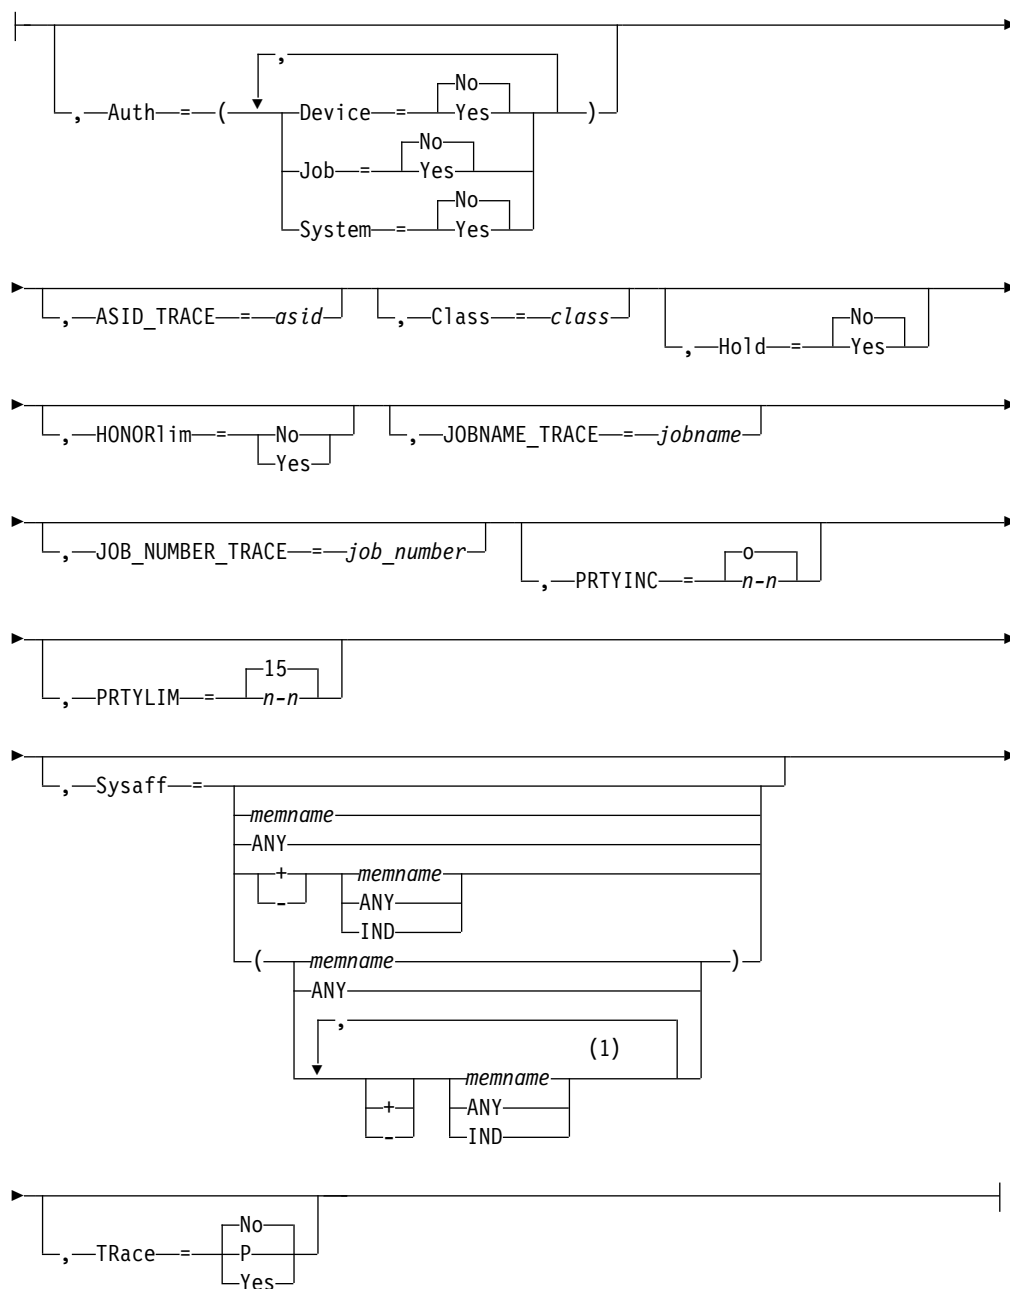 ,
No
, Auth = ( Device = Yes )
No
Job = Yes
No
System = Yes
, ASID_TRACE = asid , Class = class No
, Hold = Yes
, HONORlim = No , JOBNAME_TRACE = jobname
Yes
, JOB_NUMBER_TRACE = job_number o
, PRTYINC = n-n
15
, PRTYLIM = n-n
, Sysaff =
memname
ANY
+ memname
- ANY
IND
( memname )
ANY
,
(1)
memname
+ ANY
- IND
No
, TRace = P
Yes